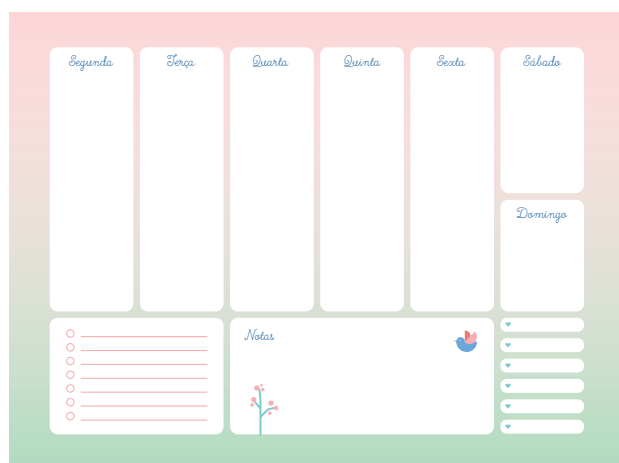 Segunda
Terça
Quarta
Quinta
Sexta
Sábado
Domingo
Notas